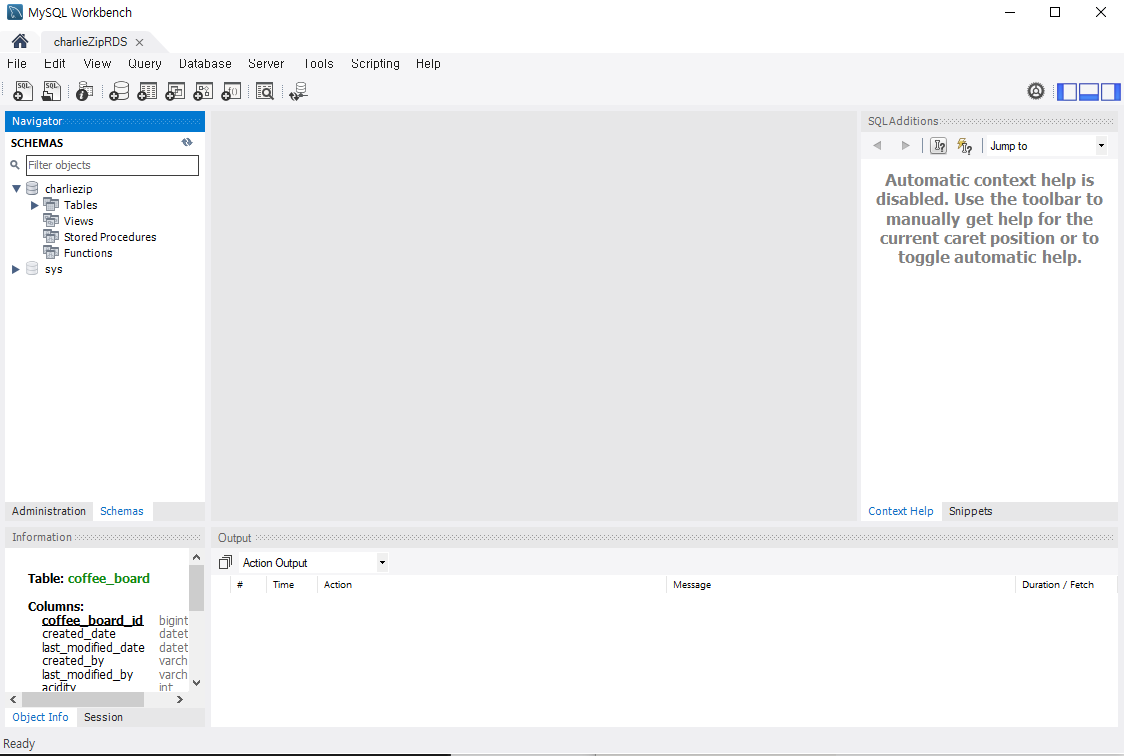 MySQL Workbench
charlieZipRDS
File Edit View Query Database Server Tools Scripting Help
SQL SQL
Navigator
SCHEMAS
Filter objects
charliezip
Tables
Views
Stored Procedures
Functions
sys
Administration Schemas
Information
Table: coffee_board
Columns:
coffee_board_id bigint
created_date datet
last_modified_date datet
created_by varch
last_modified_by varch
acidity int
Object Info Session
SQLAdditions
Jump to
Automatic context help is
disabled. Use the toolbar to
manually get help for the
current caret position or to
toggle automatic help.
Context Help Snippets
Output
Action Output
# Time Action Message Duration / Fetch
Ready